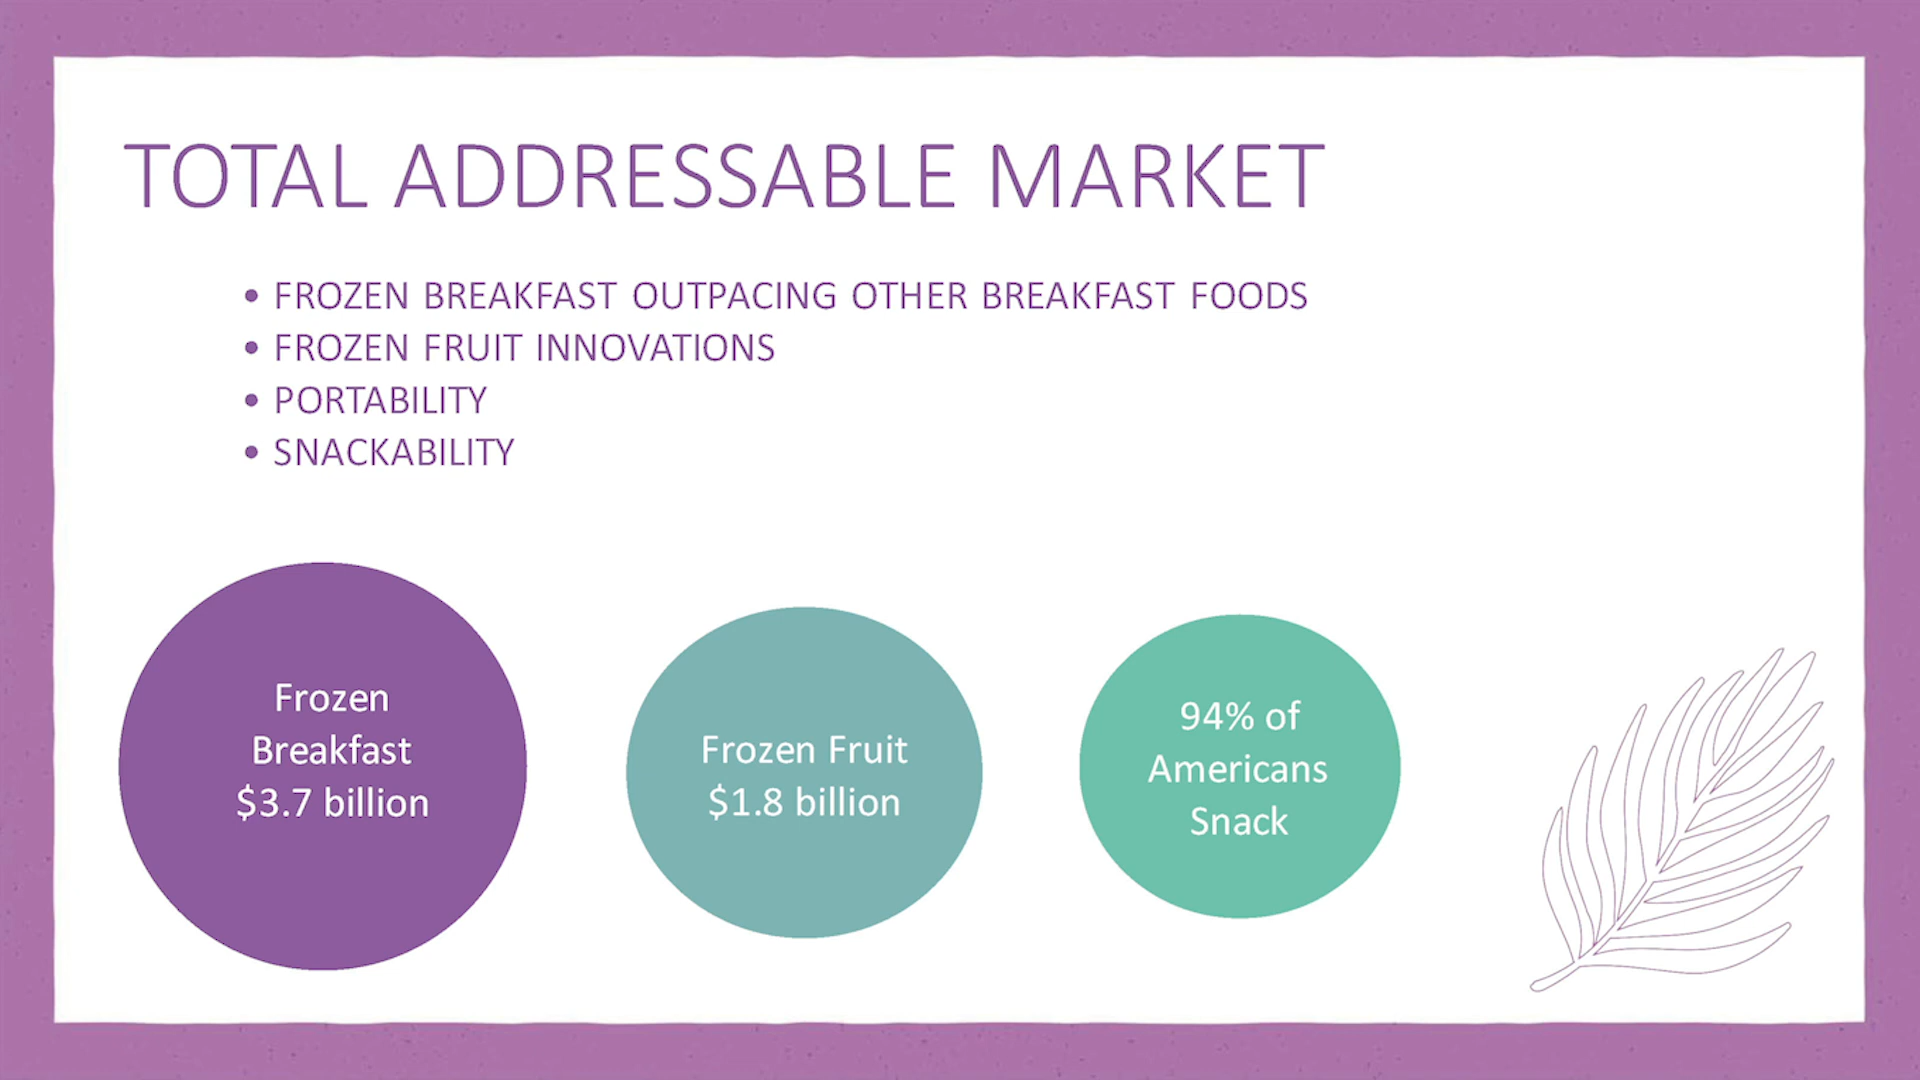 TOTAL ADDRESSABLE MARKET
• FROZEN BREAKFAST OUTPACING OTHER BREAKFAST FOODS
• FROZEN FRUIT INNOVATIONS
• PORTABILITY
• SNACKABILITY
Frozen
Breakfast
$3.7 billion
Frozen Fruit
$1.8 billion
94% of
Americans
Snack